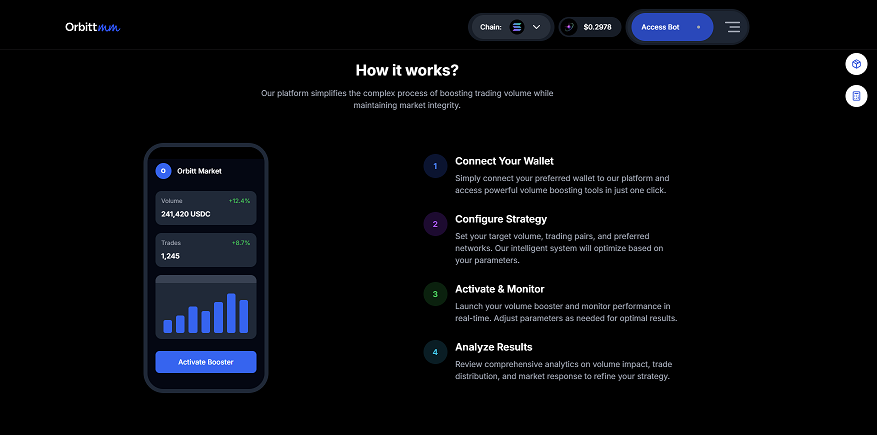 Orbittmm
Chain:
$0.2978
Access Bot
How it works?
Our platform simplifies the complex process of boosting trading volume while
maintaining market integrity.
O
Orbitt Market
Volume
+12.4%
241,420 USDC
Trades
+8.7%
1,245
Activate Booster
1
Connect Your Wallet
Simply connect your preferred wallet to our platform and
access powerful volume boosting tools in just one click.
2
Configure Strategy
Set your target volume, trading pairs, and preferred
networks. Our intelligent system will optimize based on
your parameters.
3
Activate & Monitor
Launch your volume booster and monitor performance in
real-time. Adjust parameters as needed for optimal results.
4
Analyze Results
Review comprehensive analytics on volume impact, trade
distribution, and market response to refine your strategy.